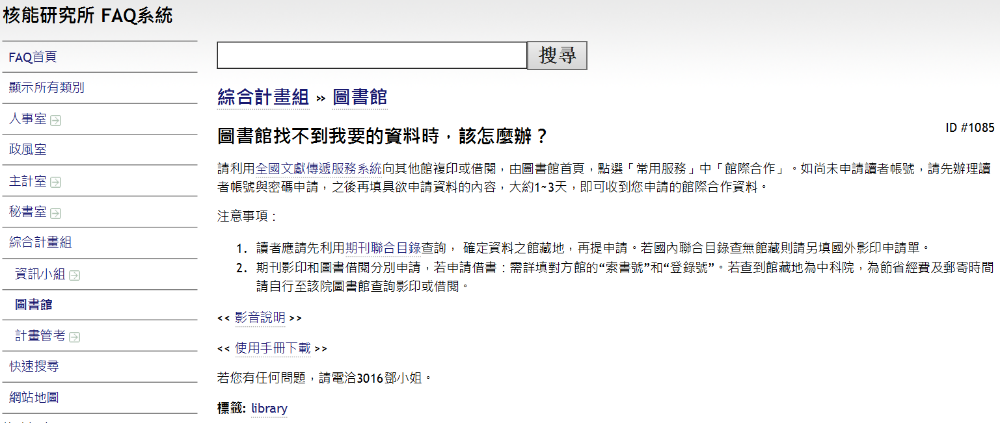 核能研究所 FAQ系統
FAQ首頁
顯示所有類別
人事室
政風室
主計室
秘書室
綜合計畫組
資訊小組
圖書館
計畫管考
快速搜尋
網站地圖
搜尋
綜合計畫組 » 圖書館
ID #1085
圖書館找不到我要的資料時，該怎麼辦？
請利用全國文獻傳遞服務系統向其他館複印或借閱，由圖書館首頁，點選「常用服務」中「館際合作」。如尚未申請讀者帳號，請先辦理讀
者帳號與密碼申請，之後再填具欲申請資料的內容，大約1~3天，即可收到您申請的館際合作資料。
注意事項：
1. 讀者應請先利用期刊聯合目錄查詢， 確定資料之館藏地，再提申請。若國內聯合目錄查無館藏則請另填國外影印申請單。
2. 期刊影印和圖書借閱分別申請，若申請借書：需詳填對方館的“索書號”和“登錄號”。若查到館藏地為中科院，為節省經費及郵寄時間
請自行至該院圖書館查詢影印或借閱。
<< 影音說明 >>
<< 使用手冊下載 >>
若您有任何問題，請電洽3016鄧小姐。
標籤: library